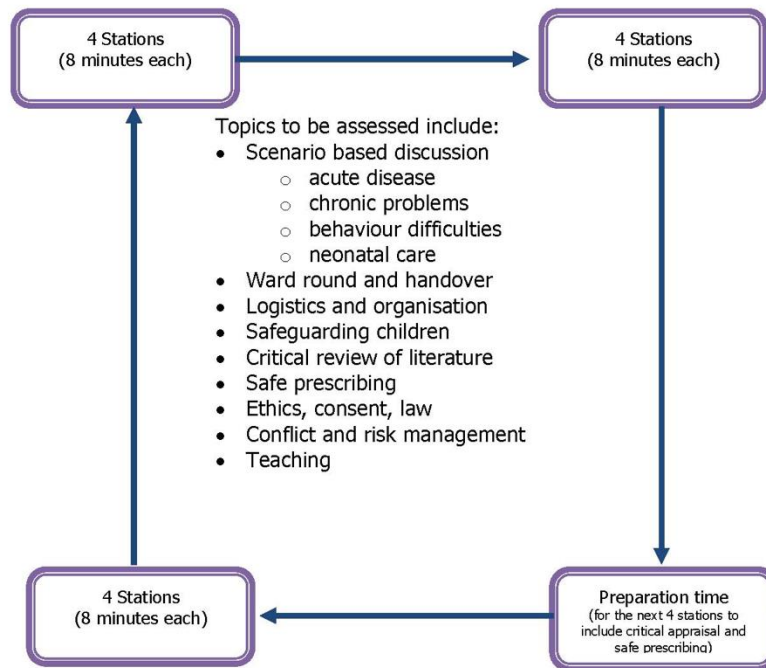 4 Stations
(8 minutes each)
4 Stations
(8 minutes each)
Topics to be assessed include:
• Scenario based discussion
o acute disease
o chronic problems
o behaviour difficulties
o neonatal care
• Ward round and handover
• Logistics and organisation
• Safeguarding children
• Critical review of literature
• Safe prescribing
• Ethics, consent, law
• Conflict and risk management
• Teaching
4 Stations
(8 minutes each)
Preparation time
(for the next 4 stations to
include critical appraisal and
safe prescribing)